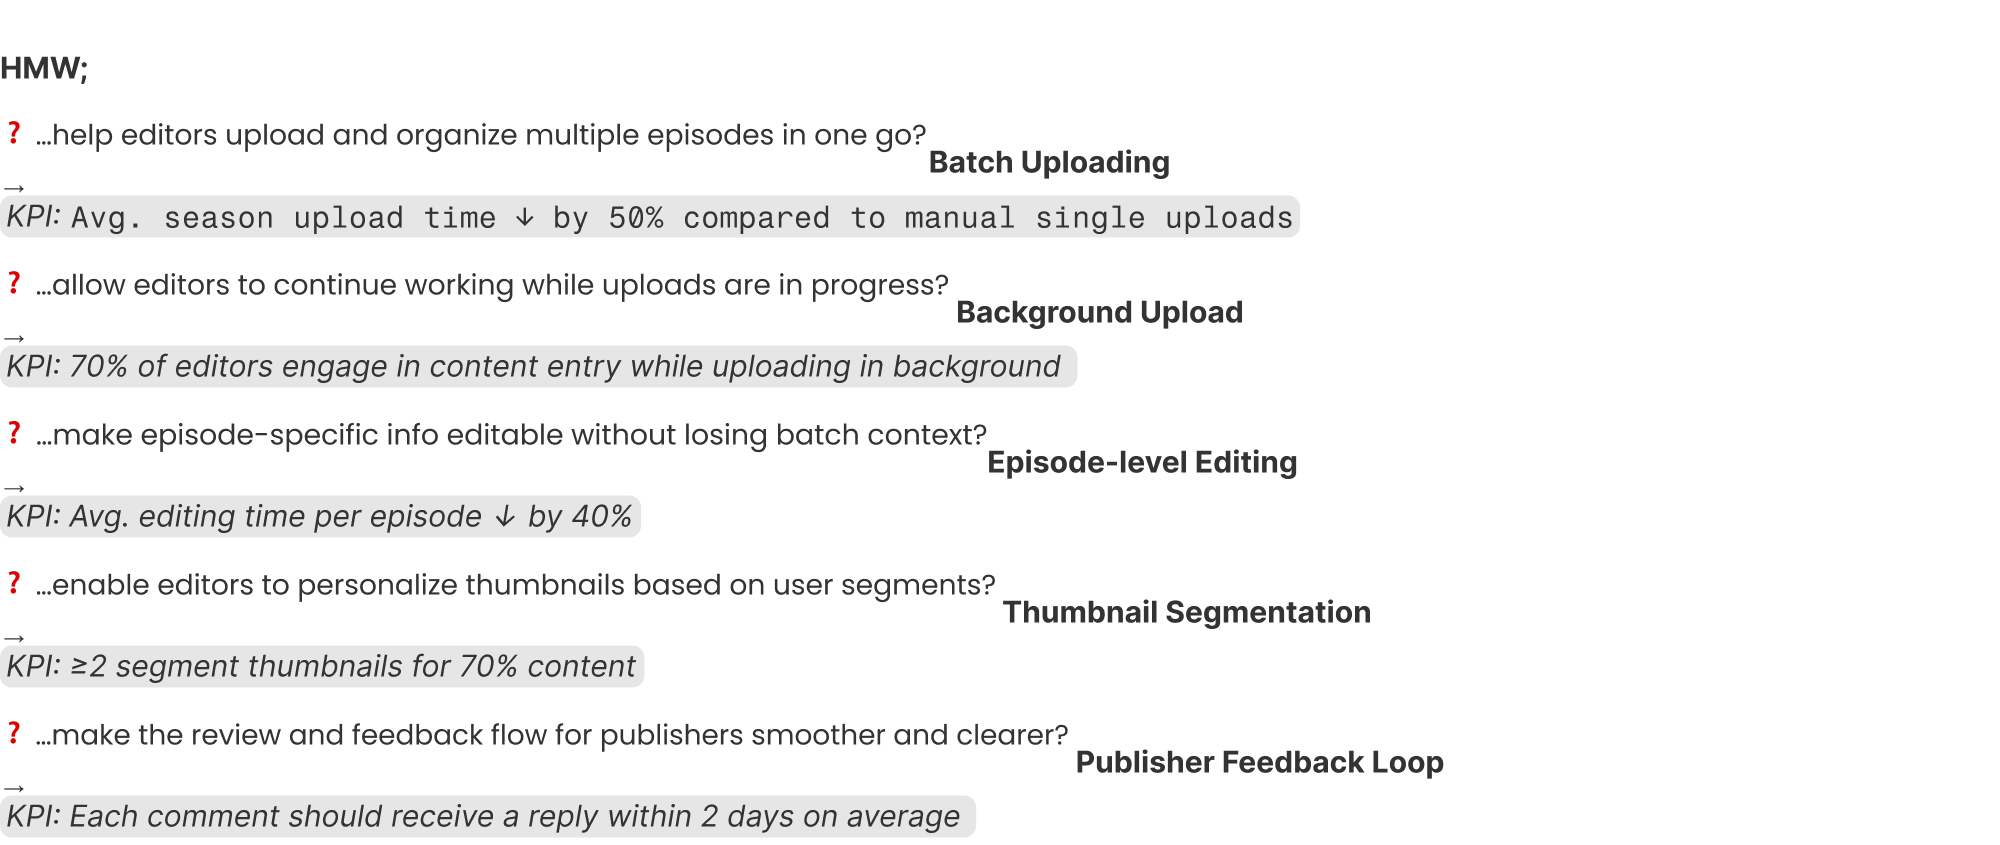 HMW;
? ...help editors upload and organize multiple episodes in one go?
Batch Uploading
→
KPI: Avg. season upload time ↓ by 50% compared to manual single uploads
? ...allow editors to continue working while uploads are in progress?
Background Upload
→
KPI: 70% of editors engage in content entry while uploading in background
? ...make episode-specific info editable without losing batch context?
Episode-level Editing
→
KPI: Avg. editing time per episode ↓ by 40%
? ...enable editors to personalize thumbnails based on user segments?
Thumbnail Segmentation
→
KPI: ≥2 segment thumbnails for 70% content
? ...make the review and feedback flow for publishers smoother and clearer?
Publisher Feedback Loop
→
KPI: Each comment should receive a reply within 2 days on average